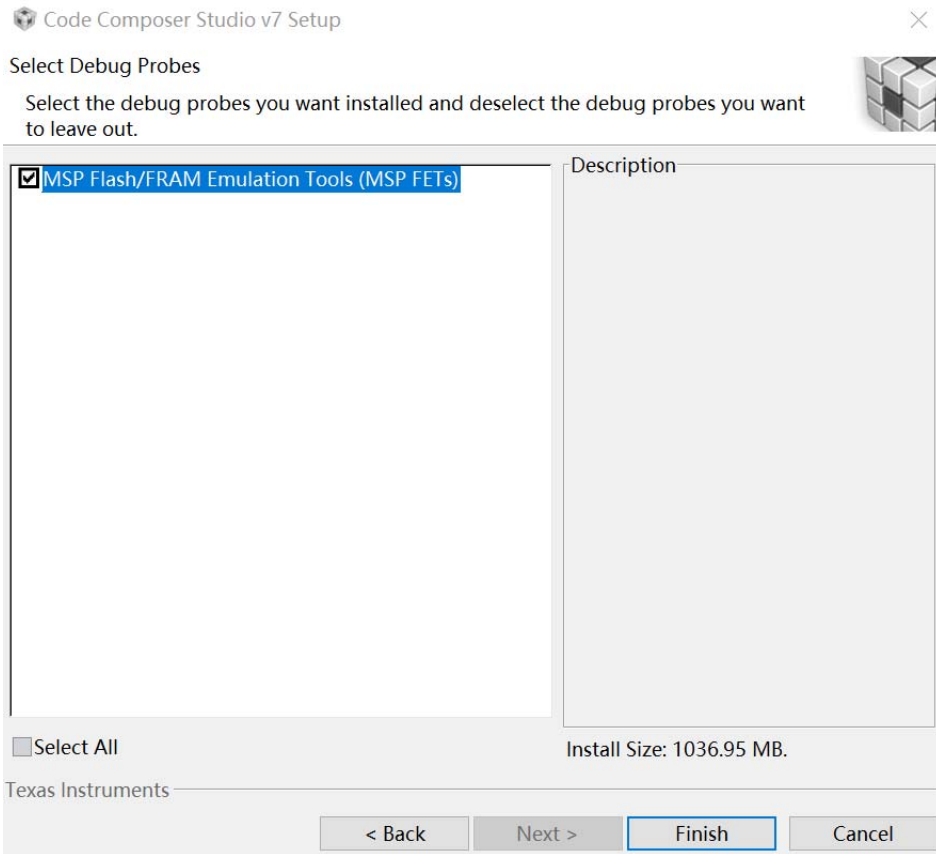 Code Composer Studio v7 Setup
Select Debug Probes
Select the debug probes you want installed and deselect the debug probes you want
to leave out.
MSP Flash/FRAM Emulation Tools (MSP FETs)
Description
Select All
Install Size: 1036.95 MB.
Texas Instruments
< Back
Next >
Finish
Cancel